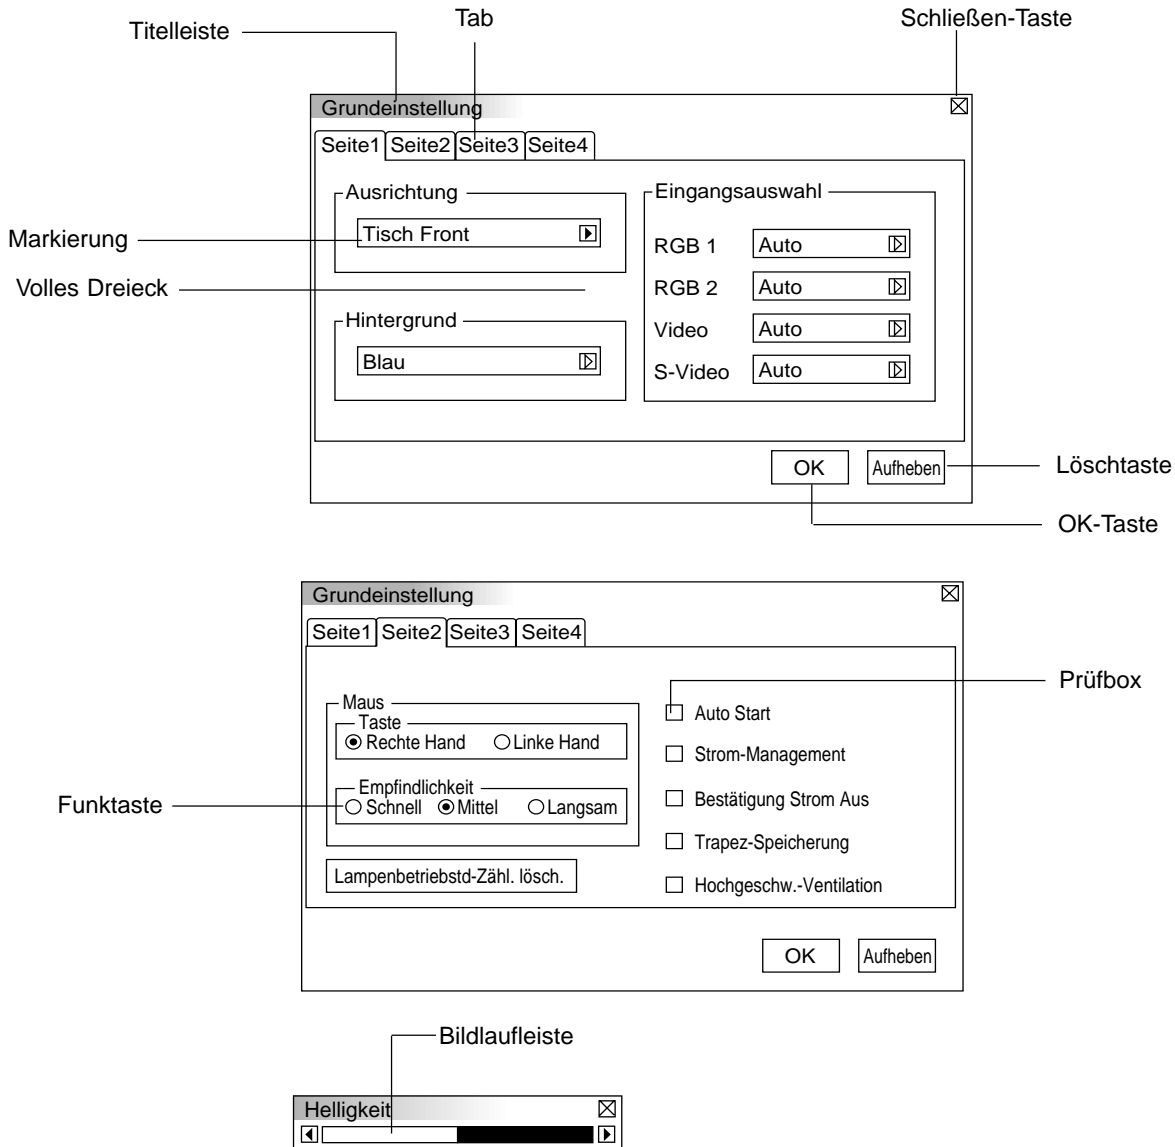 Titelleiste
Tab
Schließen-Taste
Grundeinstellung
Seite1 Seite2 Seite3 Seite4
Ausrichtung
Tisch Front
Markierung
Volles Dreieck
Hintergrund
Blau
Eingangsauswahl
RGB 1 Auto
RGB 2 Auto
Video Auto
S-Video Auto
OK Aufheben
Löschtaste
OK-Taste
Grundeinstellung
Seite1 Seite2 Seite3 Seite4
Maus
Taste
Rechte Hand Linke Hand
Empfindlichkeit
Schnell Mittel Langsam
Funktaste
Lampenbetriebstd-Zähl. lösch.
Prüfbox
Auto Start
Strom-Management
Bestätigung Strom Aus
Trapez-Speicherung
Hochgeschw.-Ventilation
OK Aufheben
Bildlaufleiste
Helligkeit